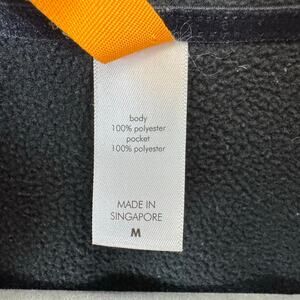 body
100% polyester
pocket
100% polyester
MADE IN
SINGAPORE
M